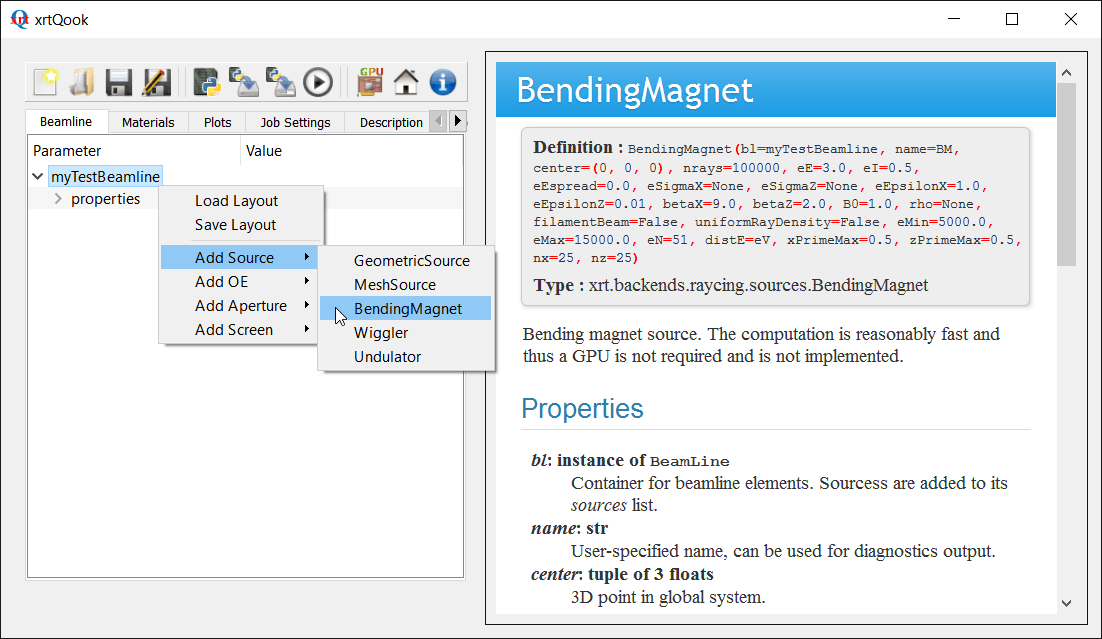 xrt xrtQook
GPU
Beamline Materials Plots Job Settings Description
Parameter Value
myTestBeamline
properties
Load Layout
Save Layout
Add Source
Add OE
Add Aperture
Add Screen
GeometricSource
MeshSource
BendingMagnet
Wiggler
Undulator
BendingMagnet
Definition : BendingMagnet(bl=myTestBeamline, name=BM,
center=(0, 0, 0), nrays=100000, eE=3.0, eI=0.5,
eEspread=0.0, eSigmaX=None, eSigmaZ=None, eEpsilonX=1.0,
eEpsilonZ=0.01, betaX=9.0, betaZ=2.0, B0=1.0, rho=None,
filamentBeam=False, uniformRayDensity=False, eMin=5000.0,
eMax=15000.0, eN=51, distE=eV, xPrimeMax=0.5, zPrimeMax=0.5,
nx=25, nz=25)
Type : xrt.backends.raycing.sources.BendingMagnet
Bending magnet source. The computation is reasonably fast and
thus a GPU is not required and is not implemented.
Properties
bl: instance of BeamLine
Container for beamline elements. Sourcess are added to its
sources list.
name: str
User-specified name, can be used for diagnostics output.
center: tuple of 3 floats
3D point in global system.